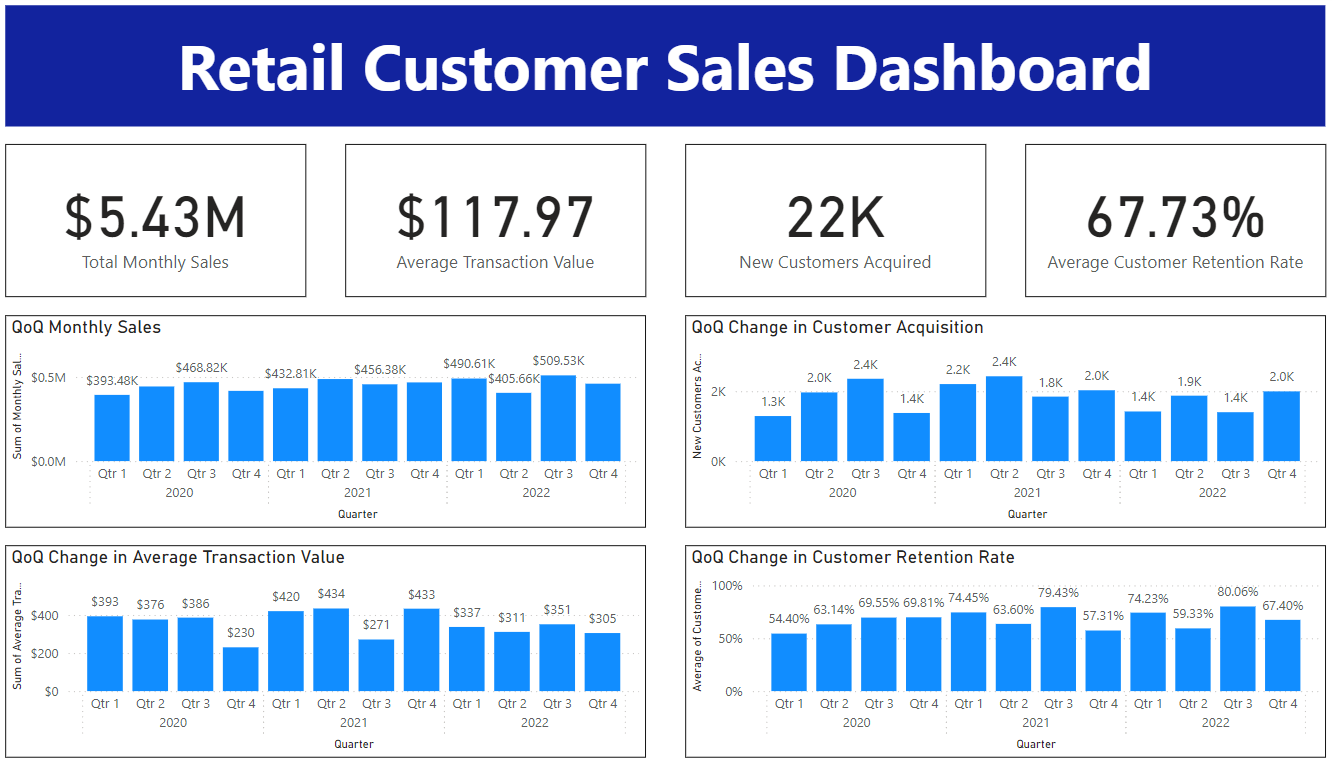 Retail Customer Sales Dashboard
$5.43M
Total Monthly Sales
$117.97
Average Transaction Value
22K
New Customers Acquired
67.73%
Average Customer Retention Rate
QoQ Monthly Sales
Sum of Monthly Sal...
$0.5M
$0.0M
$393.48K
$468.82K
$432.81K
$456.38K
$490.61K
$405.66K
$509.53K
Qtr 1 Qtr 2 Qtr 3 Qtr 4 Qtr 1 Qtr 2 Qtr 3 Qtr 4 Qtr 1 Qtr 2 Qtr 3 Qtr 4
2020 2021 2022
Quarter
QoQ Change in Customer Acquisition
New Customers Ac...
2K
0K
1.3K 2.0K 2.4K 1.4K 2.2K 2.4K 1.8K 2.0K 1.4K 1.9K 1.4K 2.0K
Qtr 1 Qtr 2 Qtr 3 Qtr 4 Qtr 1 Qtr 2 Qtr 3 Qtr 4 Qtr 1 Qtr 2 Qtr 3 Qtr 4
2020 2021 2022
Quarter
QoQ Change in Average Transaction Value
Sum of Average Tra...
$400
$200
$0
$393 $376 $386 $230 $420 $434 $271 $433 $337 $311 $351 $305
Qtr 1 Qtr 2 Qtr 3 Qtr 4 Qtr 1 Qtr 2 Qtr 3 Qtr 4 Qtr 1 Qtr 2 Qtr 3 Qtr 4
2020 2021 2022
Quarter
QoQ Change in Customer Retention Rate
Average of Custome...
100%
50%
0%
54.40% 63.14% 69.55% 69.81% 74.45% 63.60% 79.43% 57.31% 74.23% 59.33% 80.06% 67.40%
Qtr 1 Qtr 2 Qtr 3 Qtr 4 Qtr 1 Qtr 2 Qtr 3 Qtr 4 Qtr 1 Qtr 2 Qtr 3 Qtr 4
2020 2021 2022
Quarter